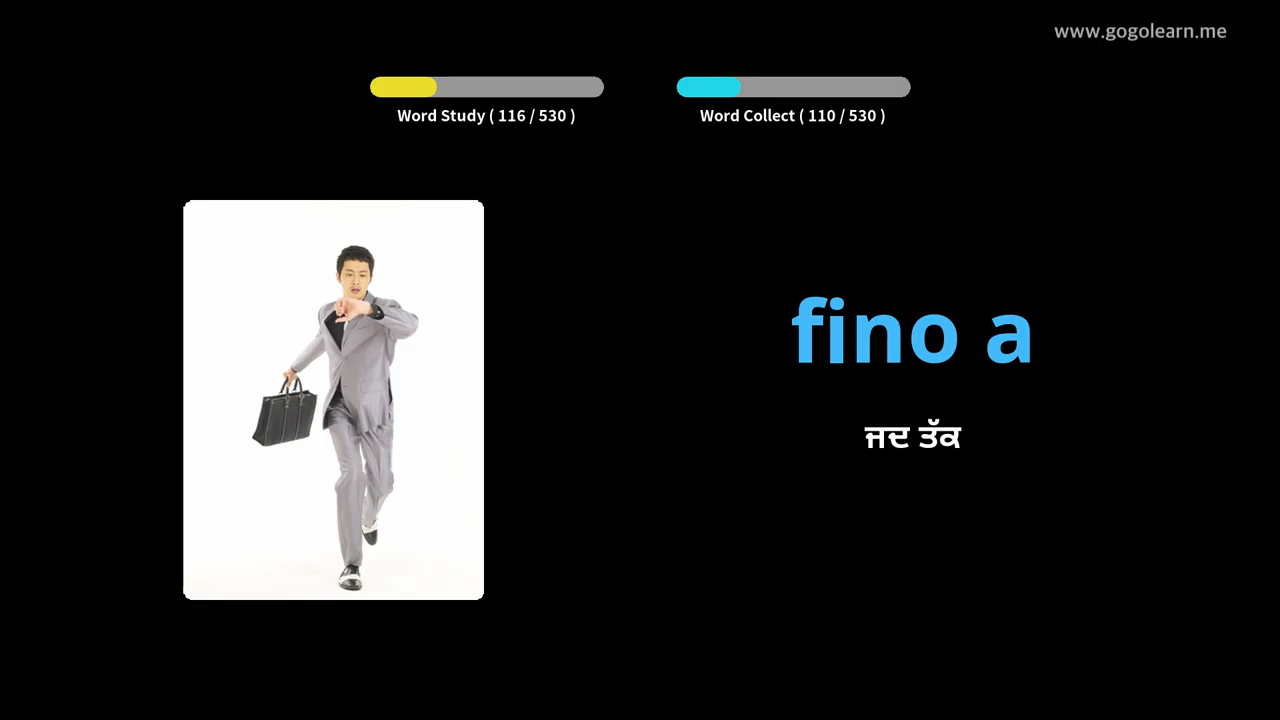 www.gogolearn.me
Word Study ( 116 / 530 )
Word Collect ( 110 / 530 )
fino a
ਜਦ ਤੱਕ